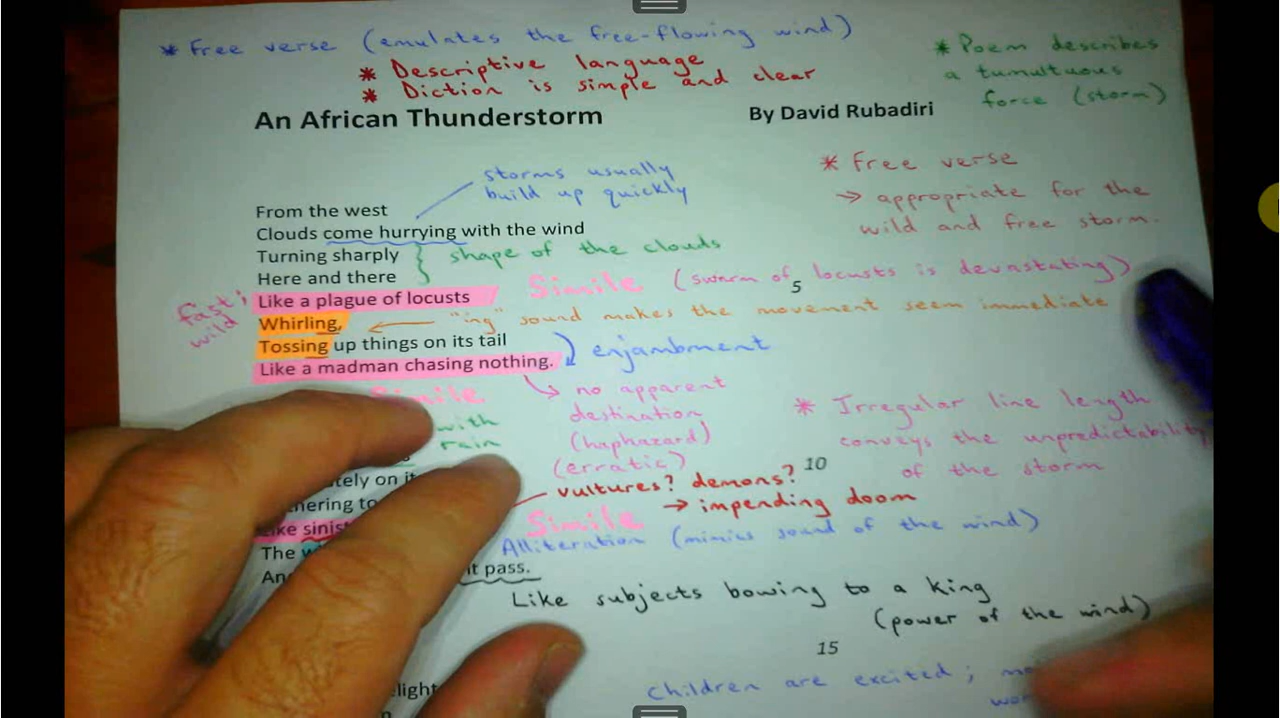 * Free verse (emulates the free-flowing wind)
* Descriptive language
* Diction is simple and clear
* Poem describes
a tumultuous
force (storm)
An African Thunderstorm
By David Rubadiri
storms usually
build up quickly
* Free verse
→ appropriate for the
wild and free storm.
From the west
Clouds come hurrying with the wind
Turning sharply
Here and there
shape of the clouds
Like a plague of locusts
Simile (swarm of locusts is devastating)
5
fast;
wild
Whirling,
"ing" sound makes the movement seem immediate
Tossing up things on its tail
enjambment
Like a madman chasing nothing.
Simile
no apparent
destination
(haphazard)
(erratic)
* Irregular line length
conveys the unpredictability
of the storm
with
rain
10
vultures? demons?
→ impending doom
Simile
Alliteration (mimics sound of the wind)
The
it pass.
Like subjects bowing to a king
(power of the wind)
15
Children are excited;